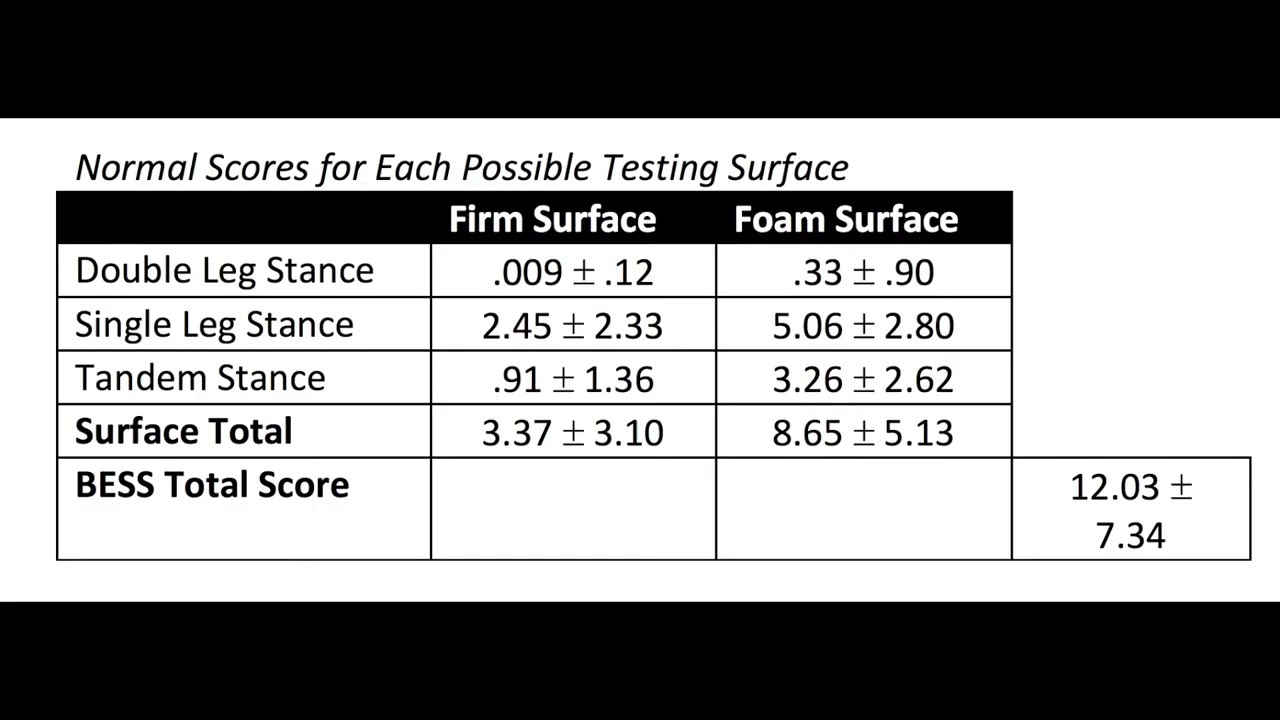 Normal Scores for Each Possible Testing Surface
Firm Surface Foam Surface
Double Leg Stance .009 ± .12 .33 ± .90
Single Leg Stance 2.45 ± 2.33 5.06 ± 2.80
Tandem Stance .91 ± 1.36 3.26 ± 2.62
Surface Total 3.37 ± 3.10 8.65 ± 5.13
BESS Total Score 12.03 ±
7.34